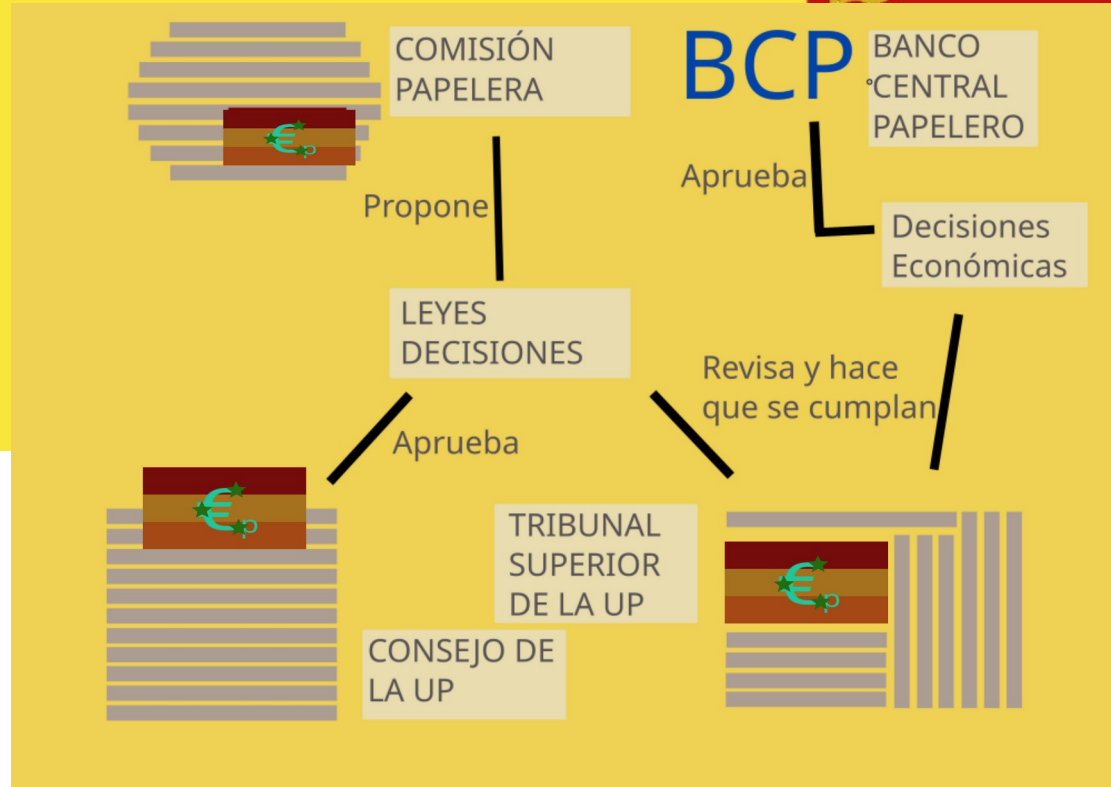 COMISIÓN
PAPELERA
BCP
BANCO
CENTRAL
PAPELERO
Propone
Aprueba
Decisiones
Económicas
LEYES
DECISIONES
Revisa y hace
que se cumplan
Aprueba
TRIBUNAL
SUPERIOR
DE LA UP
CONSEJO DE
LA UP
€p
€p
€p